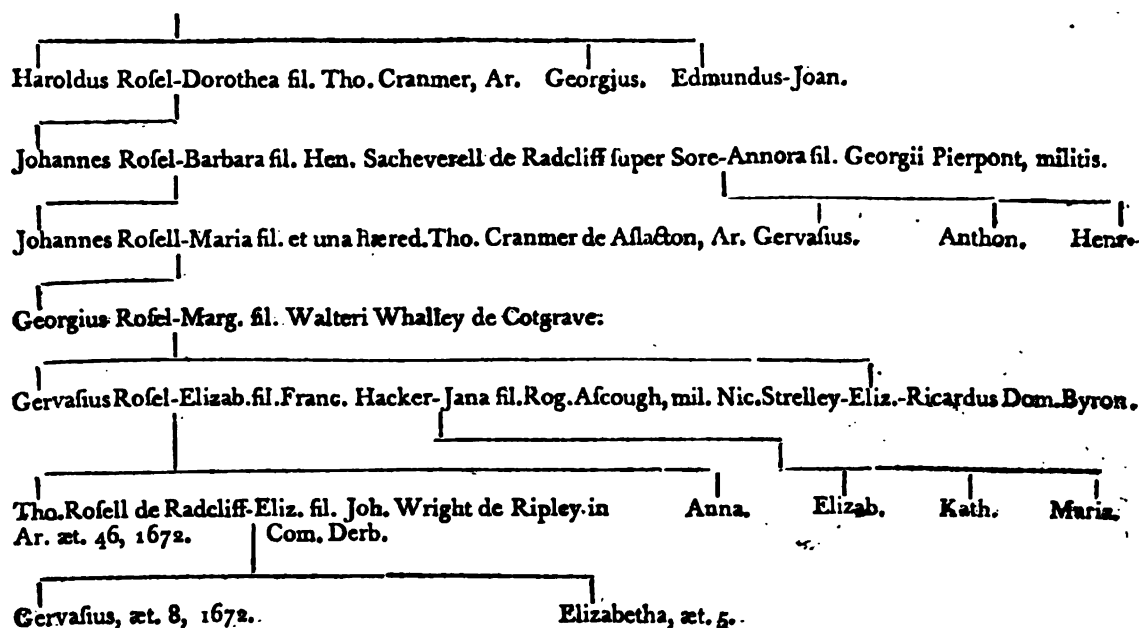 Haroldus Roſel-Dorothea fil. Tho. Cranmer, Ar. Georgjus. Edmundus-Joan.
Johannes Roſel-Barbara fil. Hen. Sacheverell de Radcliff ſuper Sore-Annora fil. Georgii Pierpont, militis.
Johannes Roſell-Maria fil. et una hæred. Tho. Cranmer de Aſlacton, Ar. Gervaſius. Anthon. Henr.
Georgius Roſel-Marg. fil. Walteri Whalley de Cotgrave:
Gervaſius Roſel-Elizab. fil. Franc. Hacker-Jana fil. Rog. Aſcough, mil. Nic. Strelley-Eliz.-Ricardus Dom. Byron.
Tho. Roſell de Radcliff-Eliz. fil. Joh. Wright de Ripley in Anna. Elizab. Kath. Maria.
Ar. æt. 46, 1672. Com. Derb.
Gervaſius, æt. 8, 1672. Elizabetha, æt. 5.